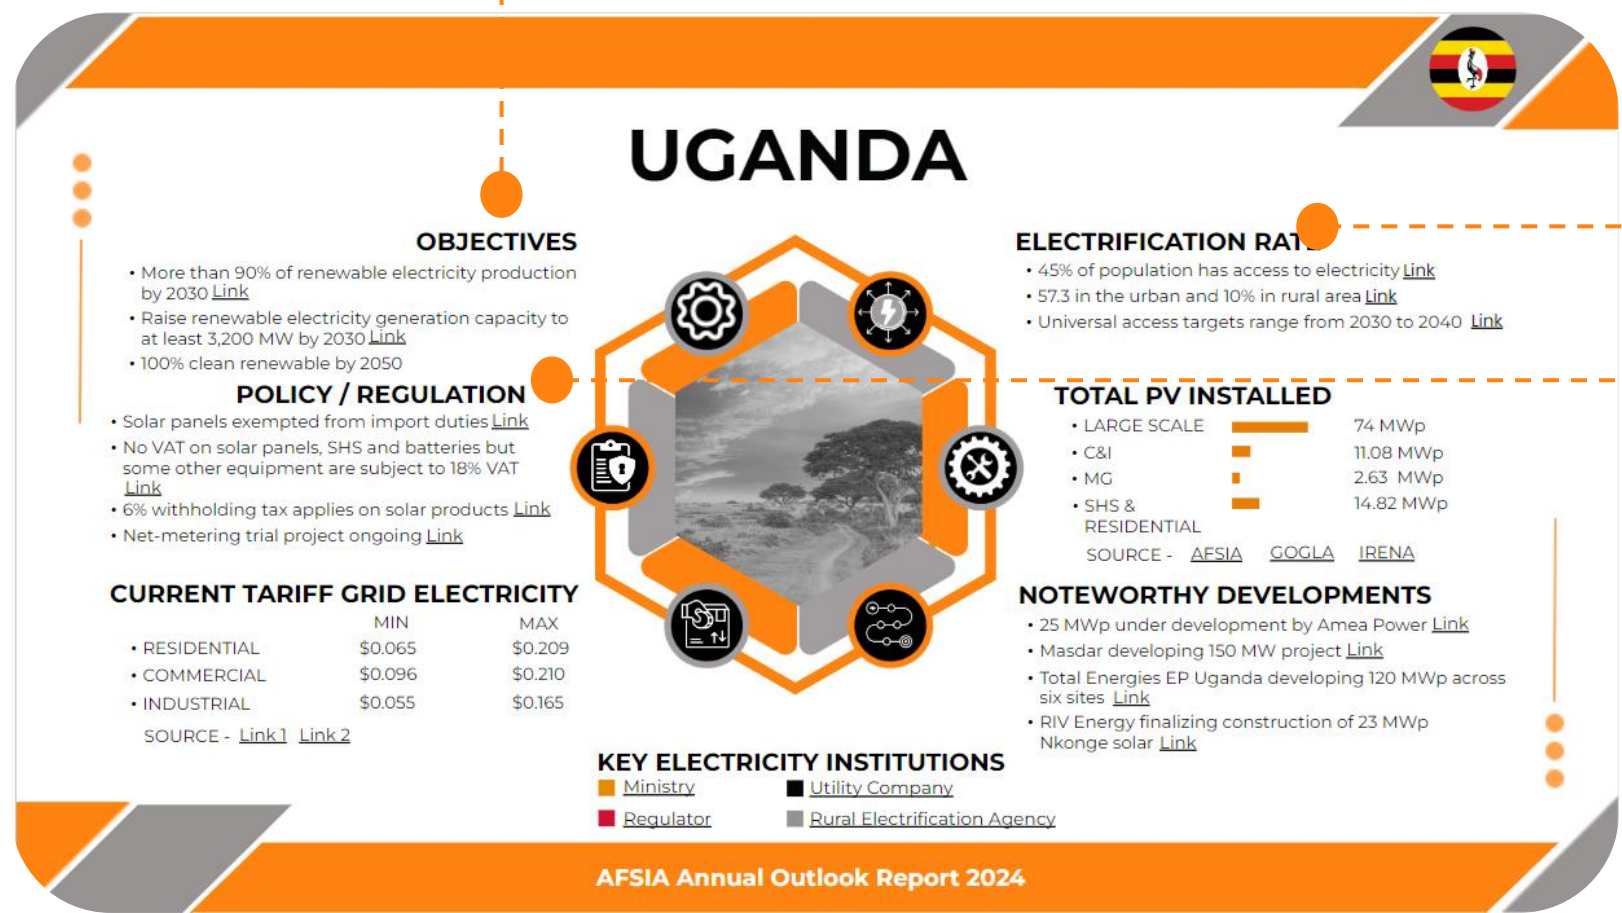 UGANDA
OBJECTIVES
• More than 90% of renewable electricity production
by 2030 Link
• Raise renewable electricity generation capacity to
at least 3,200 MW by 2030 Link
• 100% clean renewable by 2050
POLICY / REGULATION
• Solar panels exempted from import duties Link
• No VAT on solar panels, SHS and batteries but
some other equipment are subject to 18% VAT
Link
• 6% withholding tax applies on solar products Link
• Net-metering trial project ongoing Link
CURRENT TARIFF GRID ELECTRICITY
MIN MAX
• RESIDENTIAL $0.065 $0.209
• COMMERCIAL $0.096 $0.210
• INDUSTRIAL $0.055 $0.165
SOURCE - Link 1 Link 2
ELECTRIFICATION RATE
• 45% of population has access to electricity Link
• 57.3 in the urban and 10% in rural area Link
• Universal access targets range from 2030 to 2040 Link
TOTAL PV INSTALLED
• LARGE SCALE 74 MWp
• C&I 11.08 MWp
• MG 2.63 MWp
• SHS & 14.82 MWp
RESIDENTIAL
SOURCE - AFSIA GOGLA IRENA
NOTEWORTHY DEVELOPMENTS
• 25 MWp under development by Amea Power Link
• Masdar developing 150 MW project Link
• Total Energies EP Uganda developing 120 MWp across
six sites Link
• RIV Energy finalizing construction of 23 MWp
Nkonge solar Link
KEY ELECTRICITY INSTITUTIONS
Ministry Utility Company
Regulator Rural Electrification Agency
AFSIA Annual Outlook Report 2024